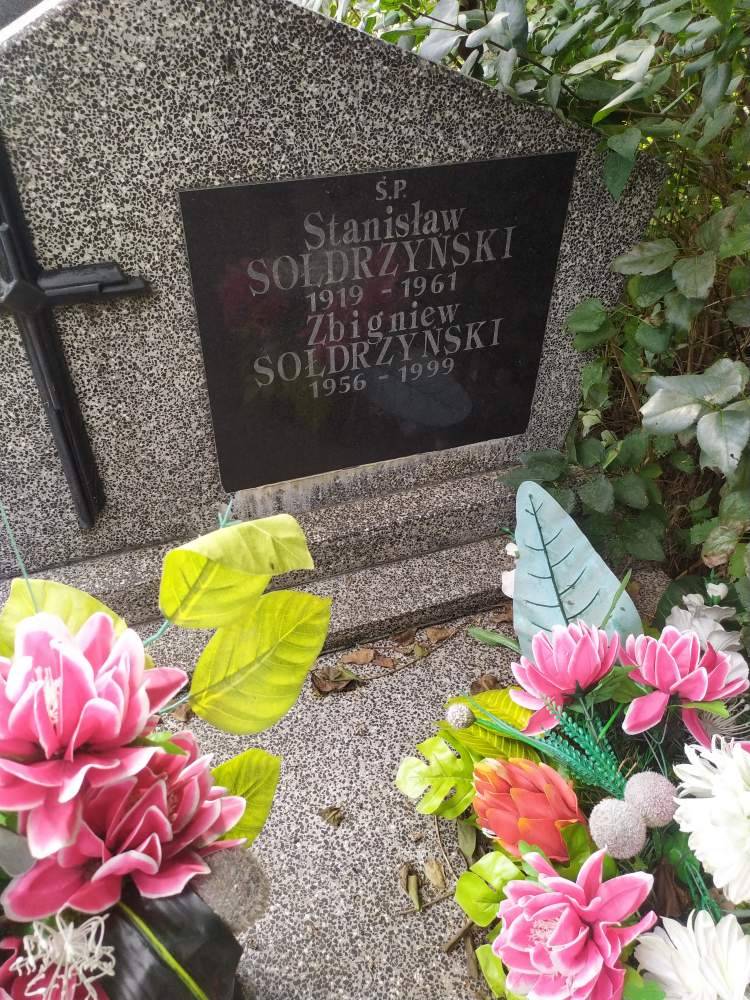 Ś.P.
Stanisław
SOŁDRZYŃSKI
1919 - 1961
Zbigniew
SOŁDRZYŃSKI
1956 - 1999